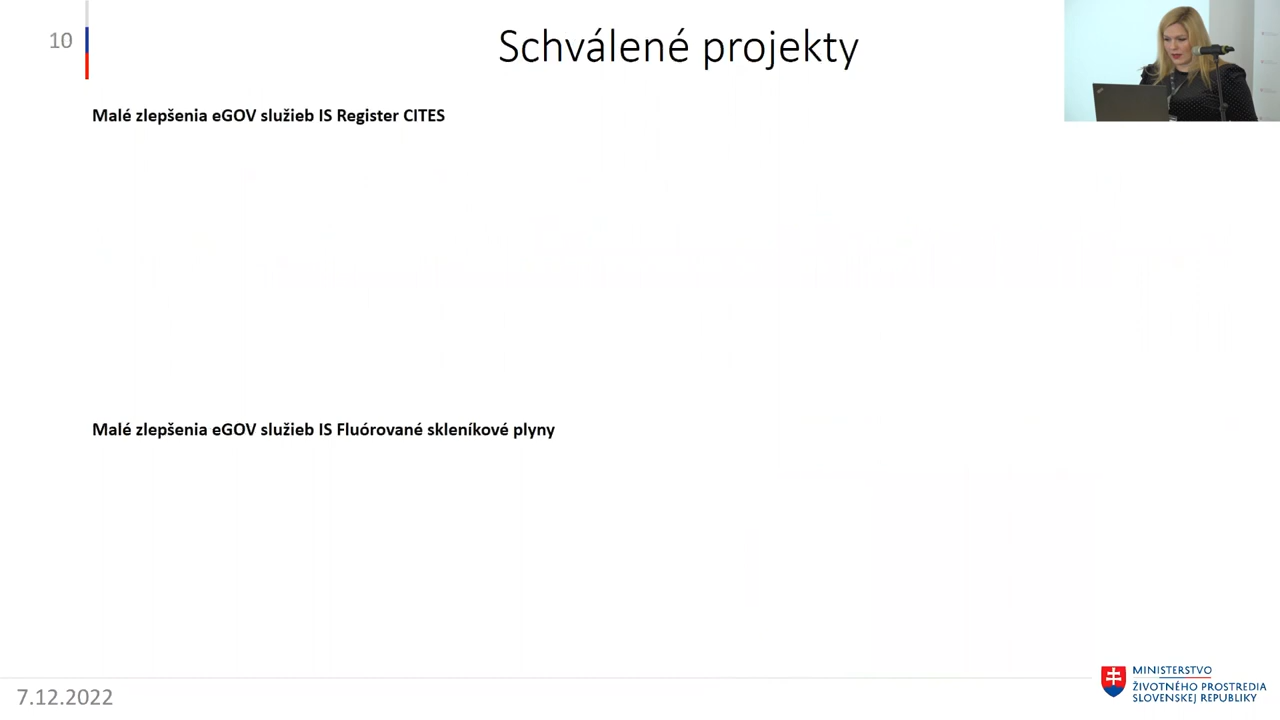 10
Schválené projekty
Malé zlepšenia eGOV služieb IS Register CITES
Malé zlepšenia eGOV služieb IS Fluórované skleníkové plyny
7.12.2022
MINISTERSTVO
ŽIVOTNÉHO PROSTREDIA
SLOVENSKEJ REPUBLIKY